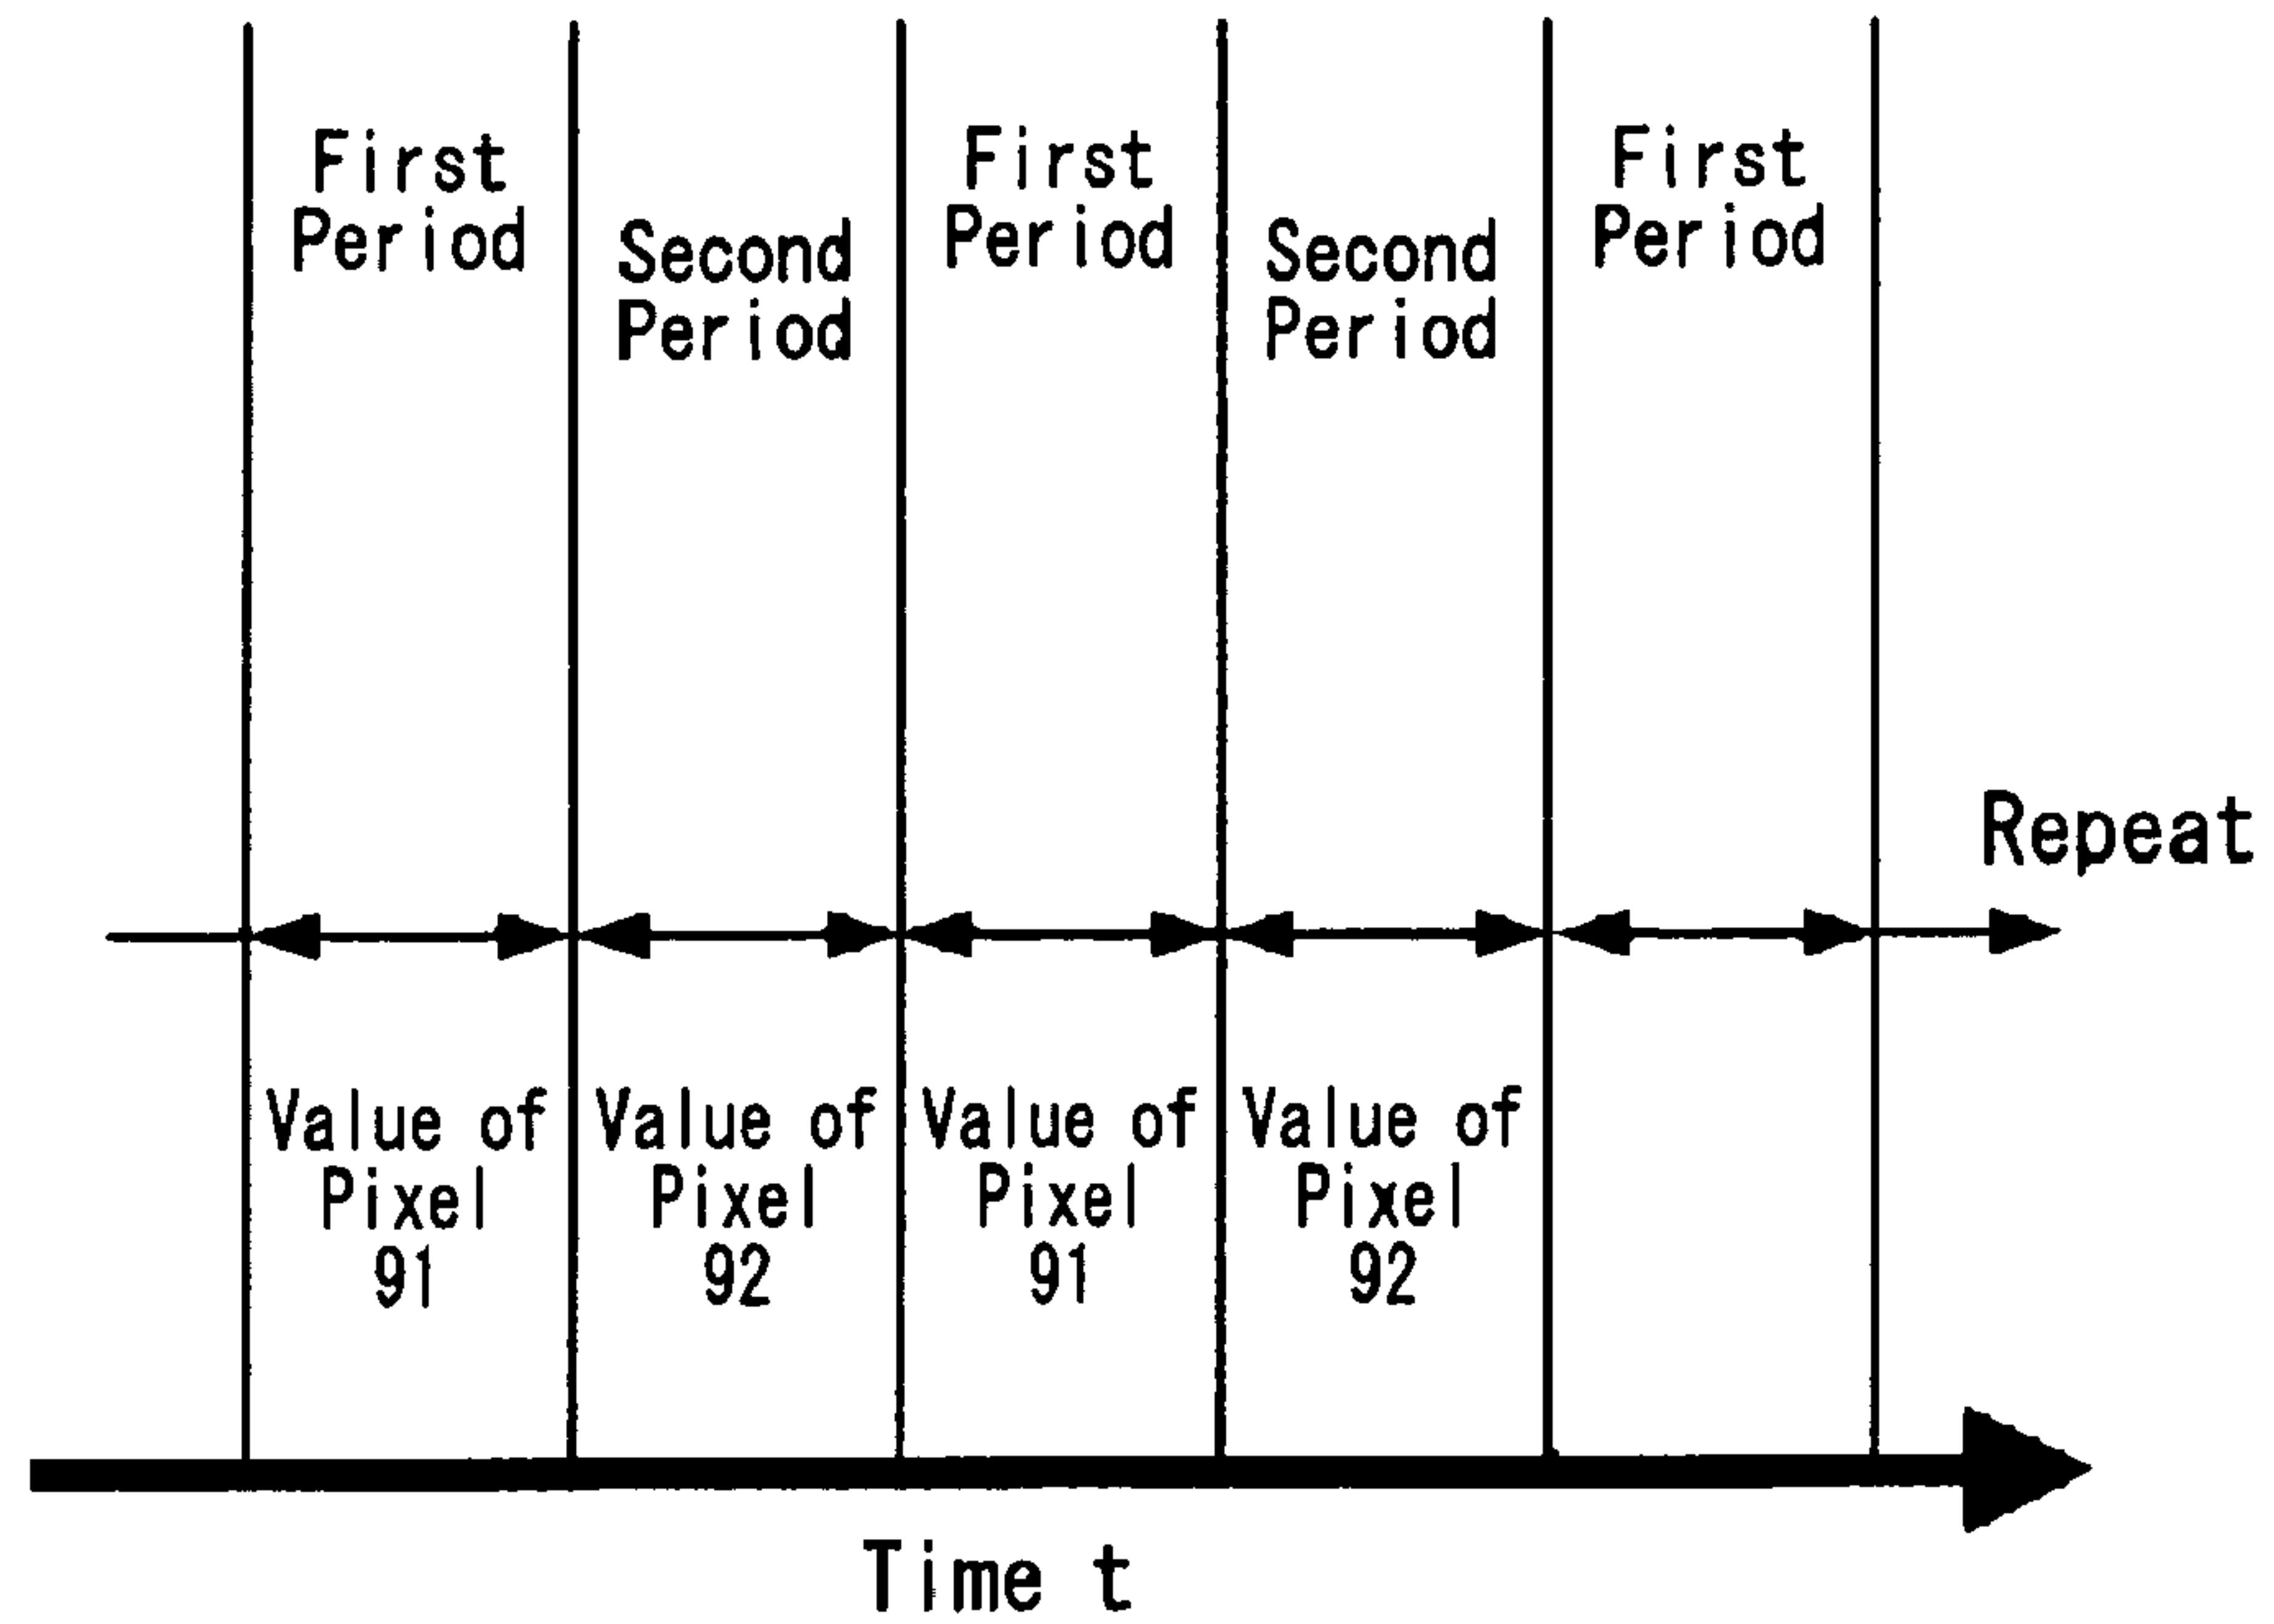 First
Period
Second
Period
First
Period
Second
Period
First
Period
Repeat
Value of
Pixel
91
Value of
Pixel
92
Value of
Pixel
91
Value of
Pixel
92
Time t